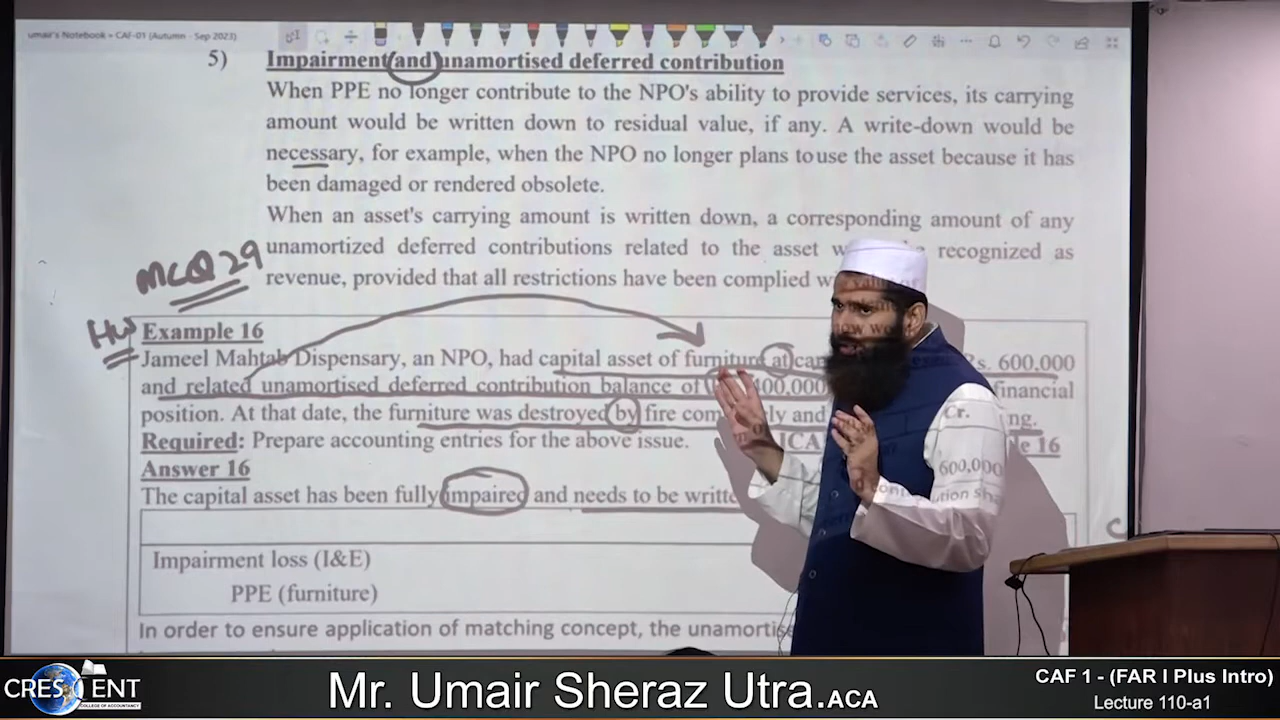 umair's Notebook » CAF-01 (Autumn - Sep 2023)
5) Impairment and unamortised deferred contribution
When PPE no longer contribute to the NPO's ability to provide services, its carrying
amount would be written down to residual value, if any. A write-down would be
necessary, for example, when the NPO no longer plans to use the asset because it has
been damaged or rendered obsolete.
When an asset's carrying amount is written down, a corresponding amount of any
unamortized deferred contributions related to the asset recognized as
revenue, provided that all restrictions have been complied
MCQ 29
HW Example 16
Jameel Mahtab Dispensary, an NPO, had capital asset of furniture at Rs. 600,000
and related unamortised deferred contribution balance of 400,000 financial
position. At that date, the furniture was destroyed by fire and
Required: Prepare accounting entries for the above issue. 16
Answer 16
The capital asset has been fully impaired and needs to be
Cr.
Impairment loss (I&E)
600,000
PPE (furniture)
In order to ensure application of matching concept, the
CRESCENT
COLLEGE OF ACCOUNTANCY
Mr. Umair Sheraz Utra.ACA
CAF 1 - (FAR I Plus Intro)
Lecture 110-a1